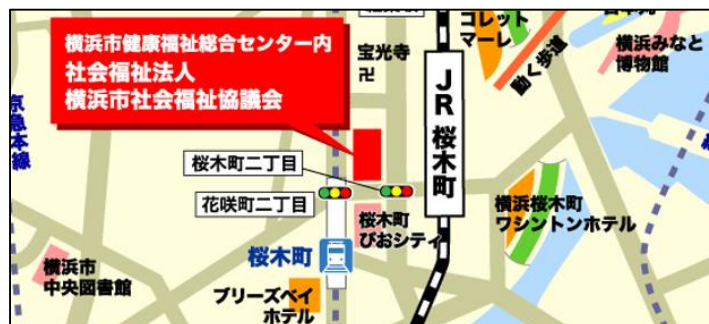 横浜市健康福祉総合センター内
社会福祉法人
横浜市社会福祉協議会
コレット
マーレ
動く歩道
横浜みなと
博物館
宝光寺
卍
JR 桜木町
京急本線
桜木町二丁目
花咲町二丁目
桜木町
ぴおシティ
横浜桜木町
ワシントンホテル
桜木町
横浜市
中央図書館
ブリーズベイ
ホテル